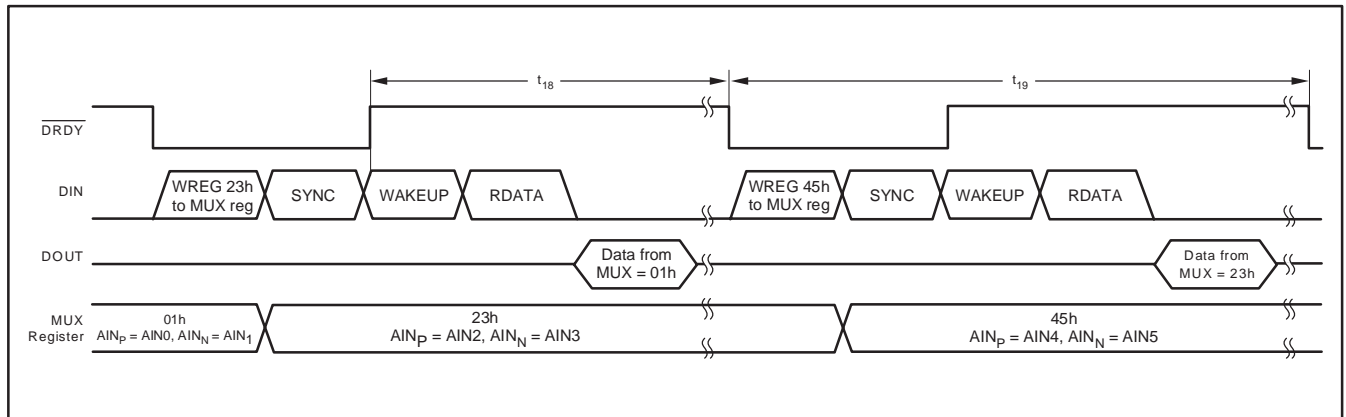 t18
t19
DRDY
DIN
WREG 23h
to MUX reg
SYNC
WAKEUP
RDATA
WREG 45h
to MUX reg
SYNC
WAKEUP
RDATA
DOUT
Data from
MUX = 01h
Data from
MUX = 23h
MUX
Register
01h
AINP = AIN0, AINN = AIN1
23h
AINP = AIN2, AINN = AIN3
45h
AINP = AIN4, AINN = AIN5